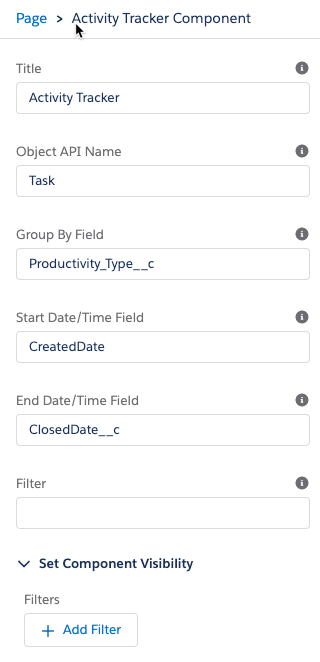 Page > Activity Tracker Component
Title
Activity Tracker
Object API Name
Task
Group By Field
Productivity_Type__c
Start Date/Time Field
CreatedDate
End Date/Time Field
ClosedDate__c
Filter
Set Component Visibility
Filters
+ Add Filter